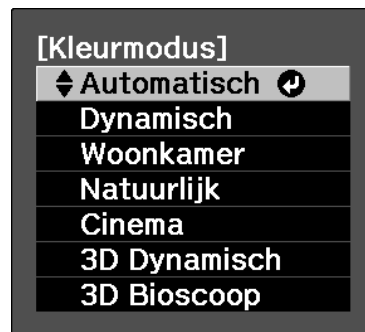 [Kleurmodus]
Automatisch
Dynamisch
Woonkamer
Natuurlijk
Cinema
3D Dynamisch
3D Bioscoop